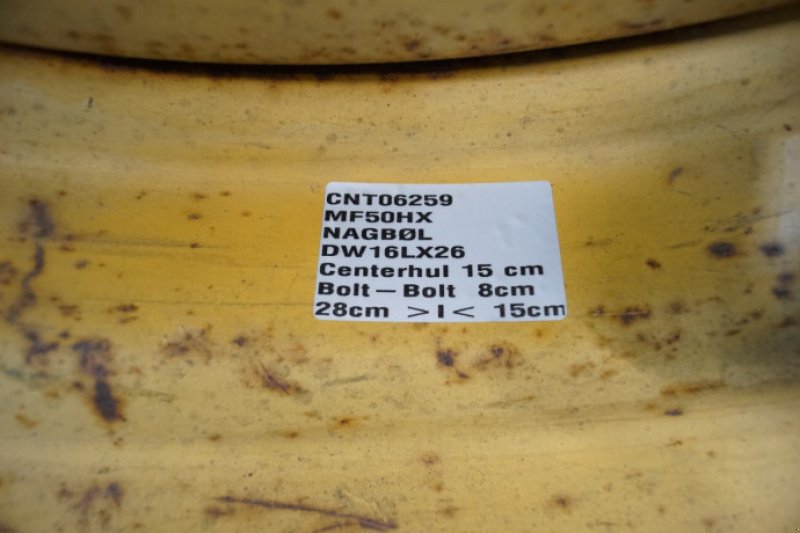 CNT06259
MF50HX
NAGBØL
DW16LX26
Centerhul 15 cm
Bolt - Bolt 8cm
28cm >I< 15cm